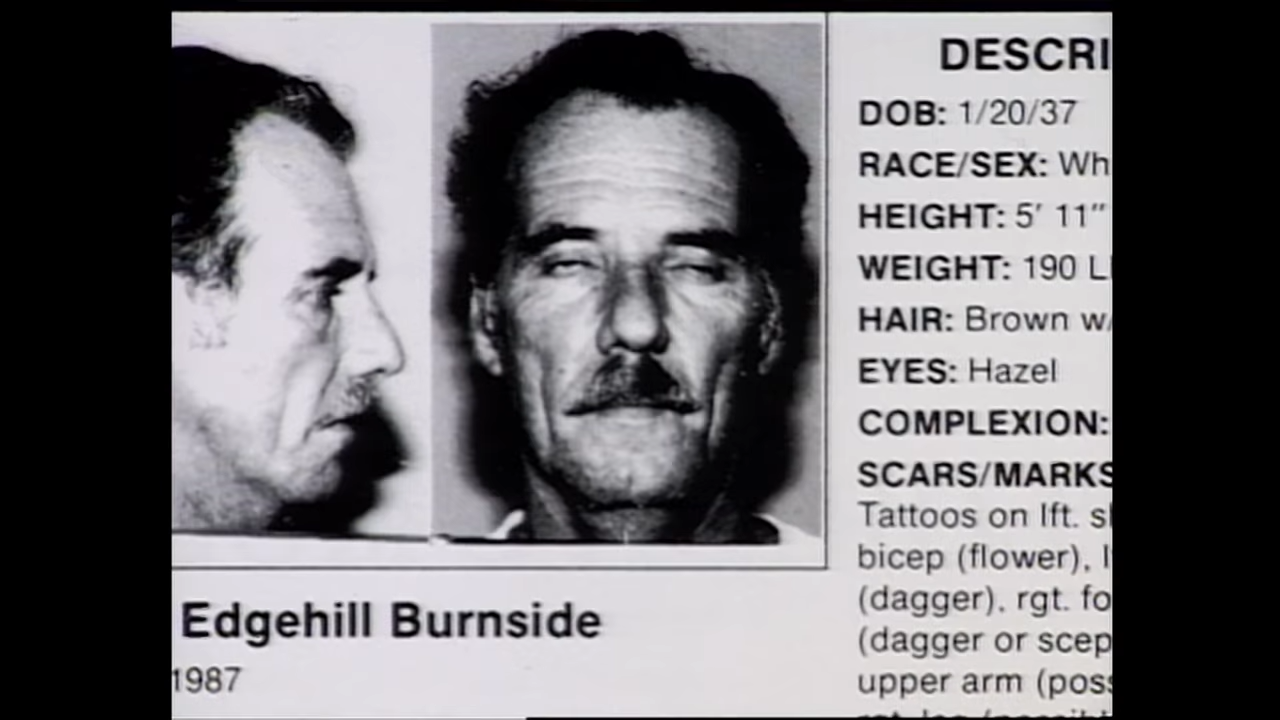 Edgehill Burnside
1987
DESCRI
DOB: 1/20/37
RACE/SEX: Wh
HEIGHT: 5' 11"
WEIGHT: 190 L
HAIR: Brown w/
EYES: Hazel
COMPLEXION:
SCARS/MARKS
Tattoos on lft. s
bicep (flower), l
(dagger), rgt. fo
(dagger or scep
upper arm (poss